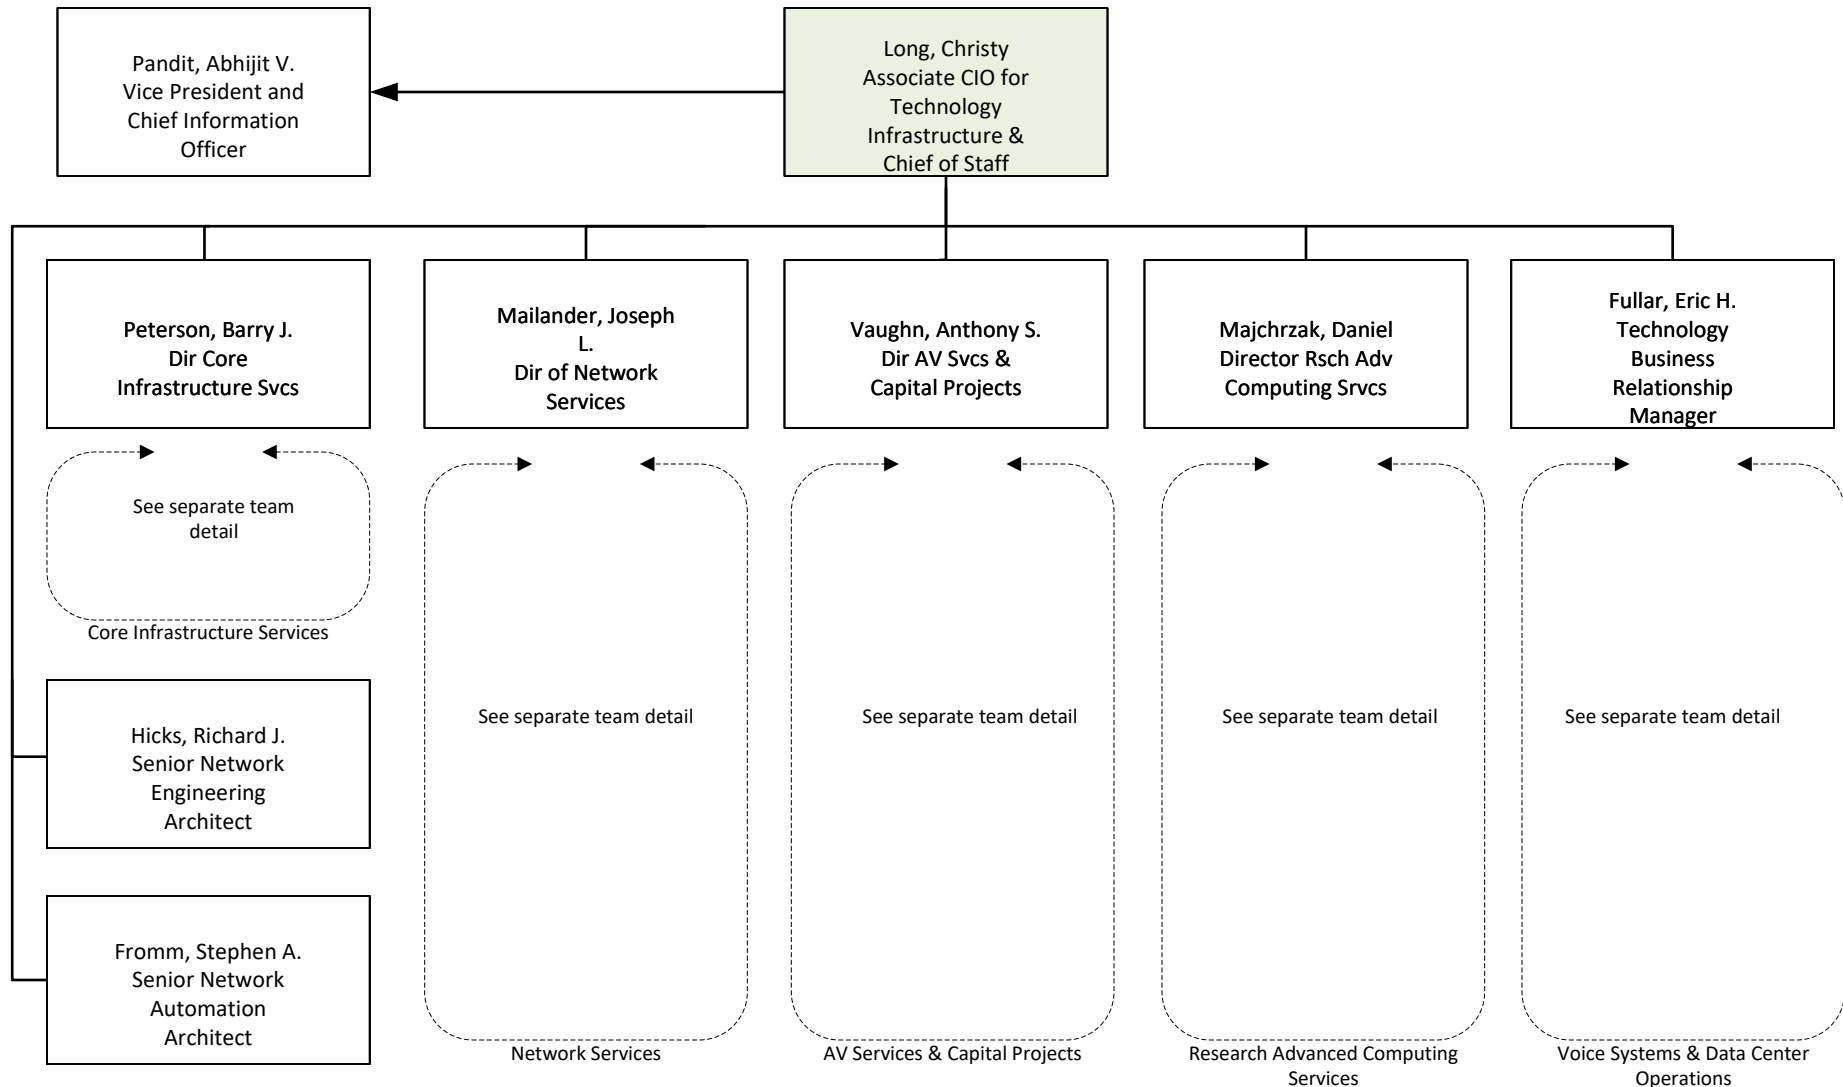 Pandit, Abhijit V.
Vice President and
Chief Information
Officer
Long, Christy
Associate CIO for
Technology
Infrastructure &
Chief of Staff
Peterson, Barry J.
Dir Core
Infrastructure Svcs
Mailander, Joseph
L.
Dir of Network
Services
Vaughn, Anthony S.
Dir AV Svcs &
Capital Projects
Majchrzak, Daniel
Director Rsch Adv
Computing Srvcs
Fullar, Eric H.
Technology
Business
Relationship
Manager
See separate team
detail
Core Infrastructure Services
Hicks, Richard J.
Senior Network
Engineering
Architect
Fromm, Stephen A.
Senior Network
Automation
Architect
See separate team detail
Network Services
See separate team detail
AV Services & Capital Projects
See separate team detail
Research Advanced Computing
Services
See separate team detail
Voice Systems & Data Center
Operations